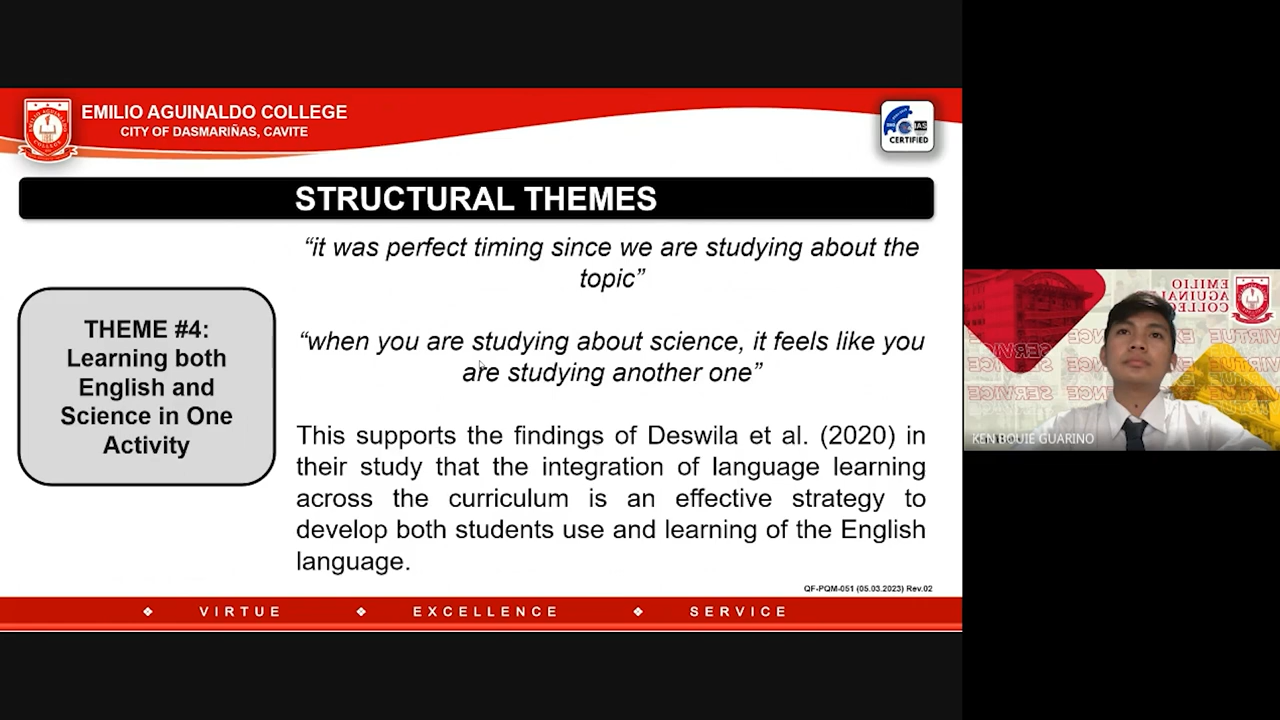 EMILIO AGUINALDO COLLEGE
CITY OF DASMARIÑAS, CAVITE
CERTIFIED
STRUCTURAL THEMES
“it was perfect timing since we are studying about the
topic”
“when you are studying about science, it feels like you
are studying another one”
THEME #4:
Learning both
English and
Science in One
Activity
This supports the findings of Deswila et al. (2020) in
their study that the integration of language learning
across the curriculum is an effective strategy to
develop both students use and learning of the English
language.
QF-PQM-051 (05.03.2023) Rev.02
❖ VIRTUE ❖ EXCELLENCE ❖ SERVICE
EMILIO
AGUINAL
COLLEG
VIRTUE
SERVICE
KEN BOUIE GUARINO